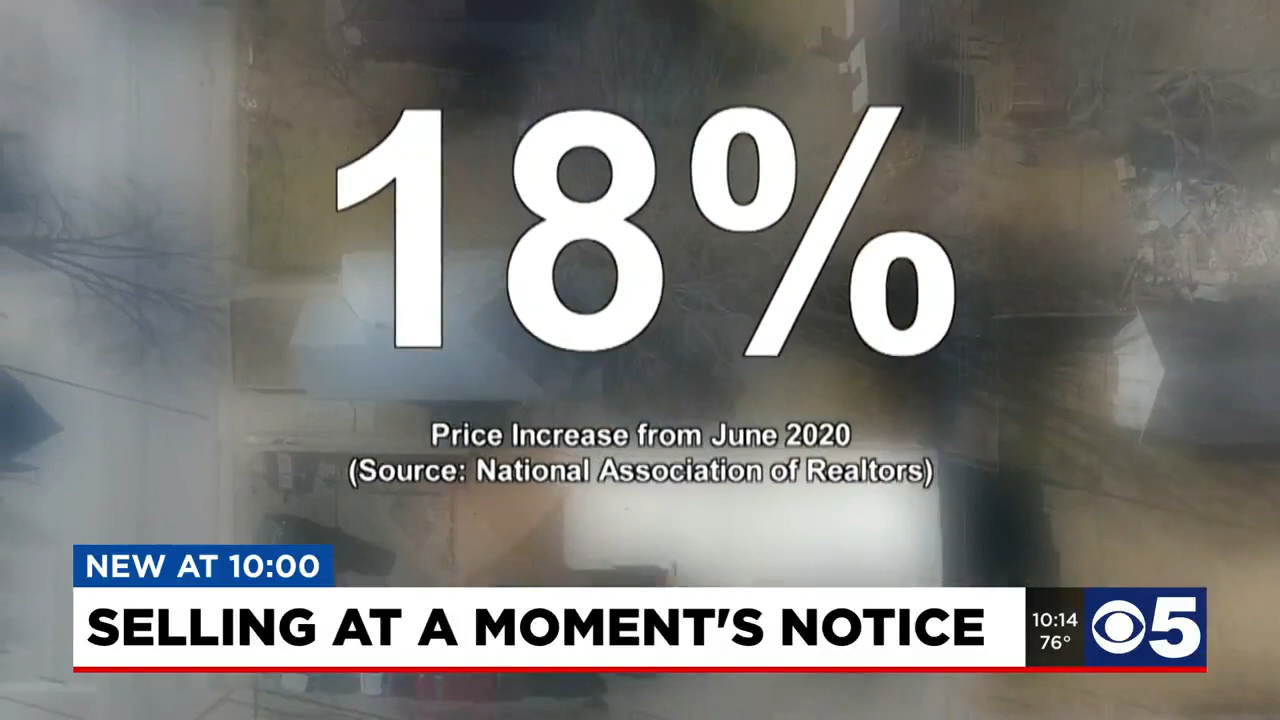 18%
Price Increase from June 2020
(Source: National Association of Realtors)
NEW AT 10:00
SELLING AT A MOMENT'S NOTICE
10:14
76°
5